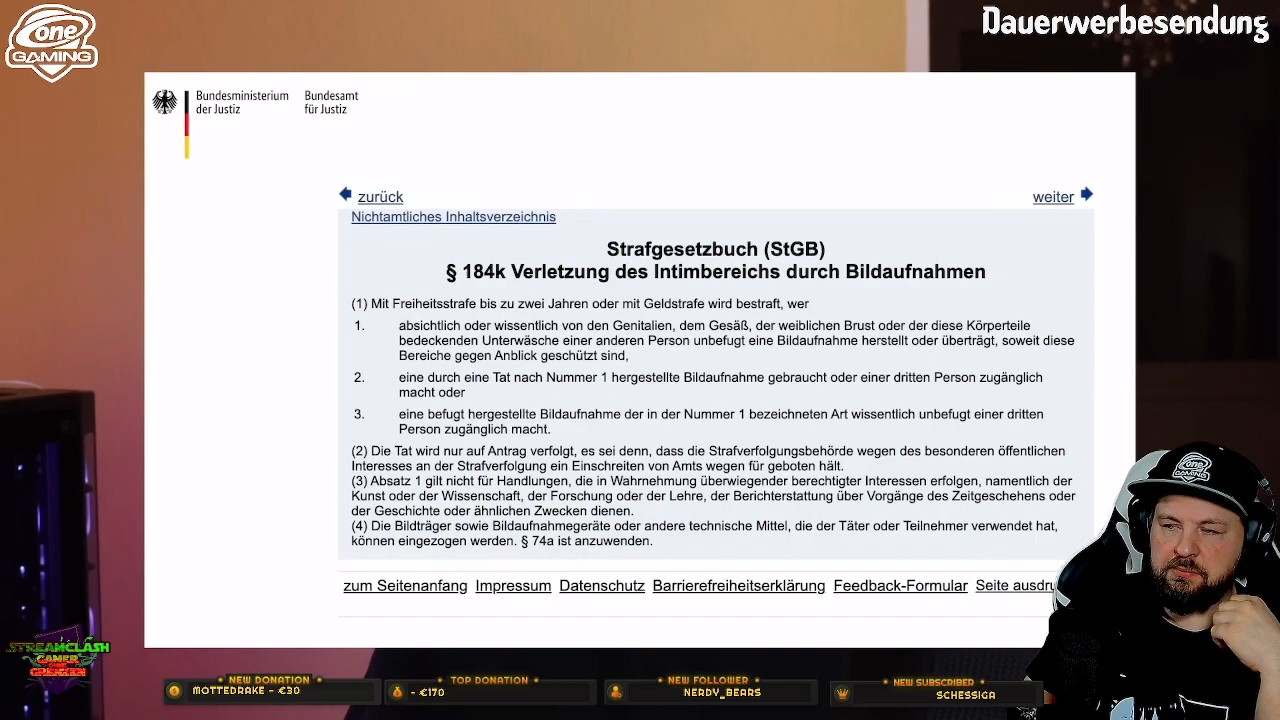 one
GAMING
Dauerwerbesendung
Bundesministerium
der Justiz
Bundesamt
für Justiz
zurück
weiter
Nichtamtliches Inhaltsverzeichnis
Strafgesetzbuch (StGB)
§ 184k Verletzung des Intimbereichs durch Bildaufnahmen
(1) Mit Freiheitsstrafe bis zu zwei Jahren oder mit Geldstrafe wird bestraft, wer
1. absichtlich oder wissentlich von den Genitalien, dem Gesäß, der weiblichen Brust oder der diese Körperteile
bedeckenden Unterwäsche einer anderen Person unbefugt eine Bildaufnahme herstellt oder überträgt, soweit diese
Bereiche gegen Anblick geschützt sind,
2. eine durch eine Tat nach Nummer 1 hergestellte Bildaufnahme gebraucht oder einer dritten Person zugänglich
macht oder
3. eine befugt hergestellte Bildaufnahme der in der Nummer 1 bezeichneten Art wissentlich unbefugt einer dritten
Person zugänglich macht.
(2) Die Tat wird nur auf Antrag verfolgt, es sei denn, dass die Strafverfolgungsbehörde wegen des besonderen öffentlichen
Interesses an der Strafverfolgung ein Einschreiten von Amts wegen für geboten hält.
(3) Absatz 1 gilt nicht für Handlungen, die in Wahrnehmung überwiegender berechtigter Interessen erfolgen, namentlich der
Kunst oder der Wissenschaft, der Forschung oder der Lehre, der Berichterstattung über Vorgänge des Zeitgeschehens oder
der Geschichte oder ähnlichen Zwecken dienen.
(4) Die Bildträger sowie Bildaufnahmegeräte oder andere technische Mittel, die der Täter oder Teilnehmer verwendet hat,
können eingezogen werden. § 74a ist anzuwenden.
zum Seitenanfang Impressum Datenschutz Barrierefreiheitserklärung Feedback-Formular Seite ausdru
one
GAMING
STREAMCLASH
GAMER
OHNE
GRENZEN
NEW DONATION
MOTTEDRAKE - €30
TOP DONATION
- €170
NEW FOLLOWER
NERDY_BEARS
NEW SUBSCRIBER
SCHESSIGA